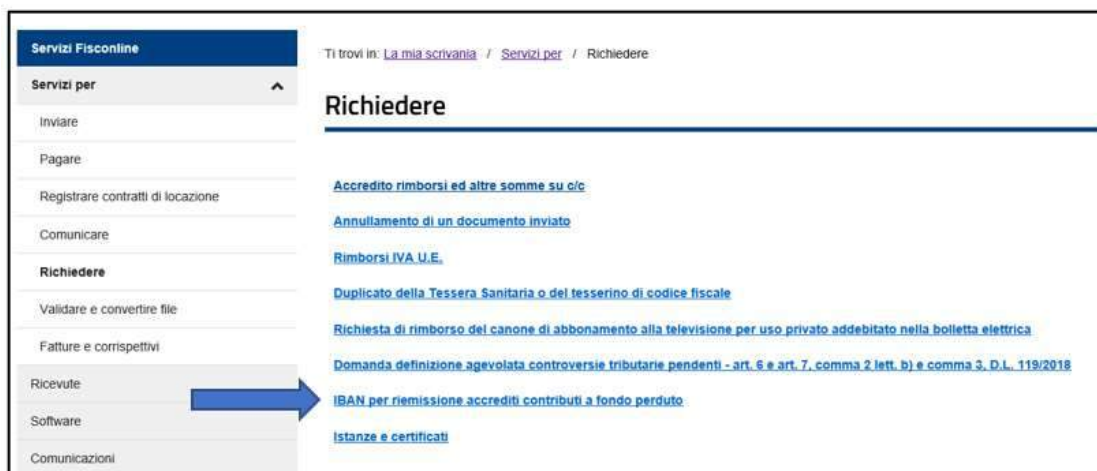 Servizi Fisconline
Servizi per
Inviare
Pagare
Registrare contratti di locazione
Comunicare
Richiedere
Validare e convertire file
Fatture e corrispettivi
Ricevute
Software
Comunicazioni
Ti trovi in: La mia scrivania / Servizi per / Richiedere
Richiedere
Accredito rimborsi ed altre somme su c/c
Annullamento di un documento inviato
Rimborsi IVA U.E.
Duplicato della Tessera Sanitaria o del tesserino di codice fiscale
Richiesta di rimborso del canone di abbonamento alla televisione per uso privato addebitato nella bolletta elettrica
Domanda definizione agevolata controversie tributarie pendenti - art. 6 e art. 7, comma 2 lett. b) e comma 3, D.L. 119/2018
IBAN per riemissione accrediti contributi a fondo perduto
Istanze e certificati